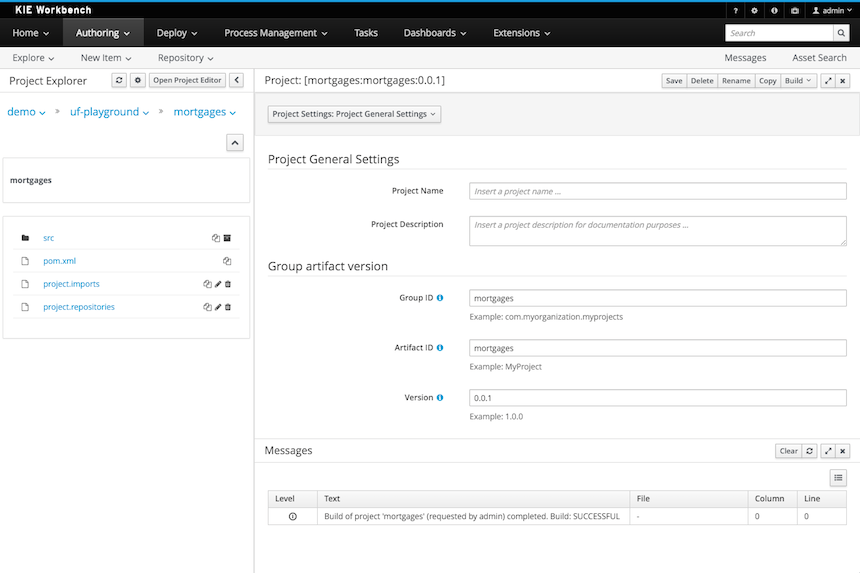 KIE Workbench
? admin
Home Authoring Deploy Process Management Tasks Dashboards Extensions Search
Explore New Item Repository Messages Asset Search
Project Explorer Open Project Editor
demo » uf-playground » mortgages
mortgages
src
pom.xml
project.imports
project.repositories
Project: [mortgages:mortgages:0.0.1] Save Delete Rename Copy Build
Project Settings: Project General Settings
Project General Settings
Project Name Insert a project name ...
Project Description Insert a project description for documentation purposes ...
Group artifact version
Group ID mortgages
Example: com.myorganization.myprojects
Artifact ID mortgages
Example: MyProject
Version 0.0.1
Example: 1.0.0
Messages Clear
Level Text File Column Line
Build of project 'mortgages' (requested by admin) completed. Build: SUCCESSFUL - 0 0